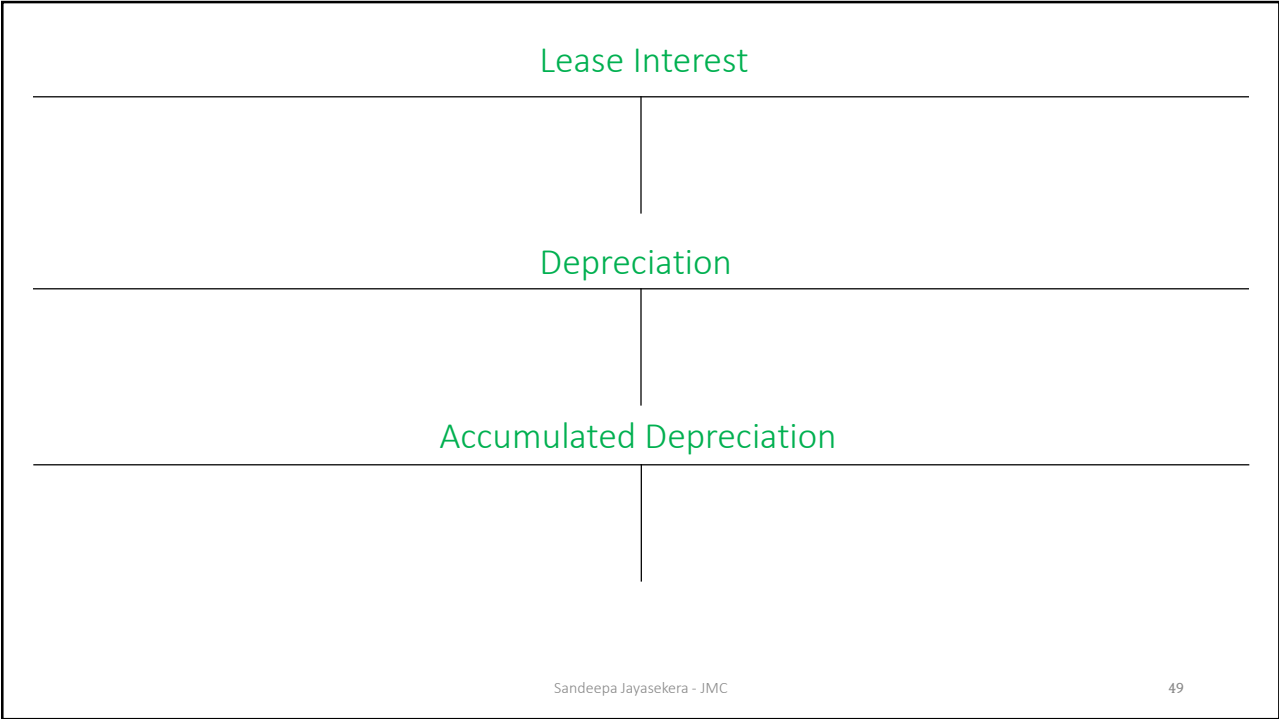 Lease Interest
Depreciation
Accumulated Depreciation
Sandeepa Jayasekera - JMC
49